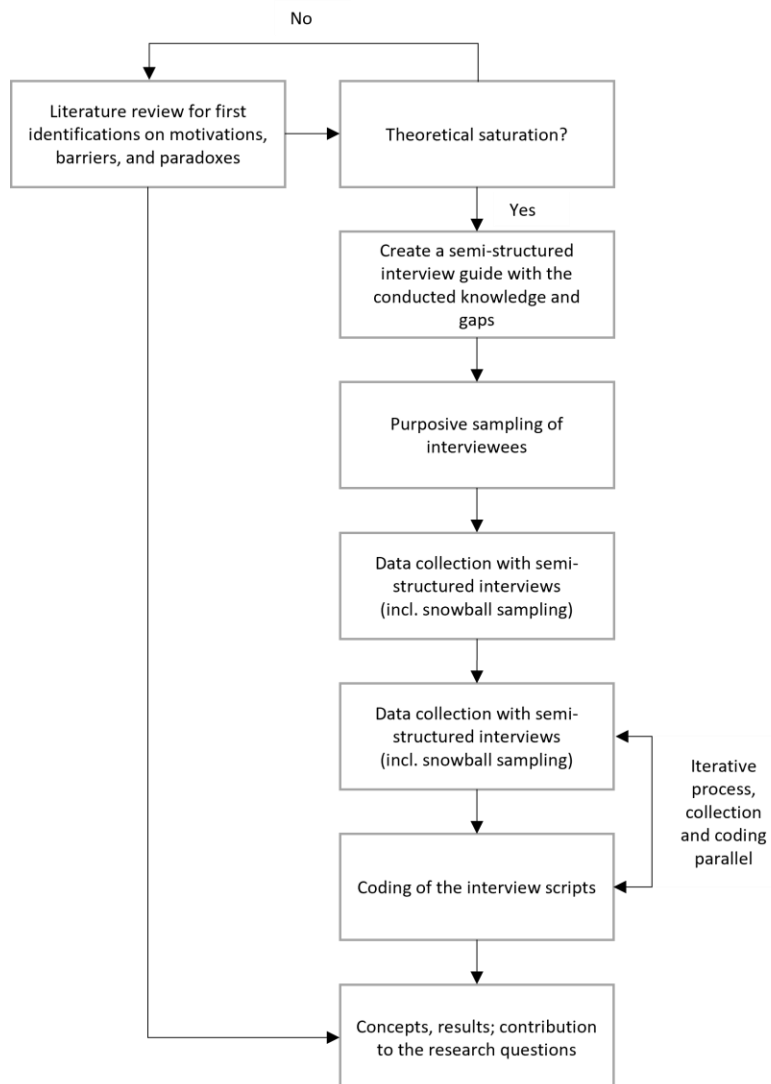 No
Literature review for first
identifications on motivations,
barriers, and paradoxes
Theoretical saturation?
Yes
Create a semi-structured
interview guide with the
conducted knowledge and
gaps
Purposive sampling of
interviewees
Data collection with semi-
structured interviews
(incl. snowball sampling)
Data collection with semi-
structured interviews
(incl. snowball sampling)
Iterative
process,
collection
and coding
parallel
Coding of the interview scripts
Concepts, results; contribution
to the research questions